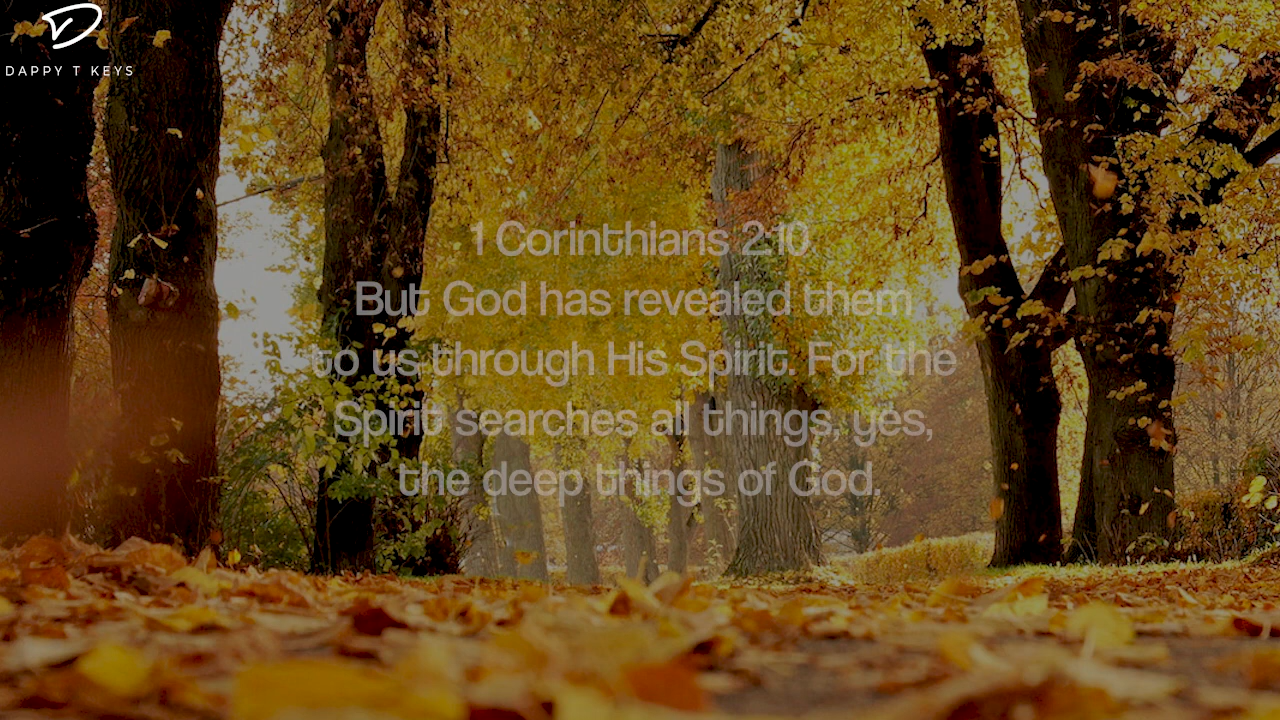 DAPPY T KEYS
1 Corinthians 2:10
But God has revealed them
to us through His Spirit. For the
Spirit searches all things, yes,
the deep things of God.